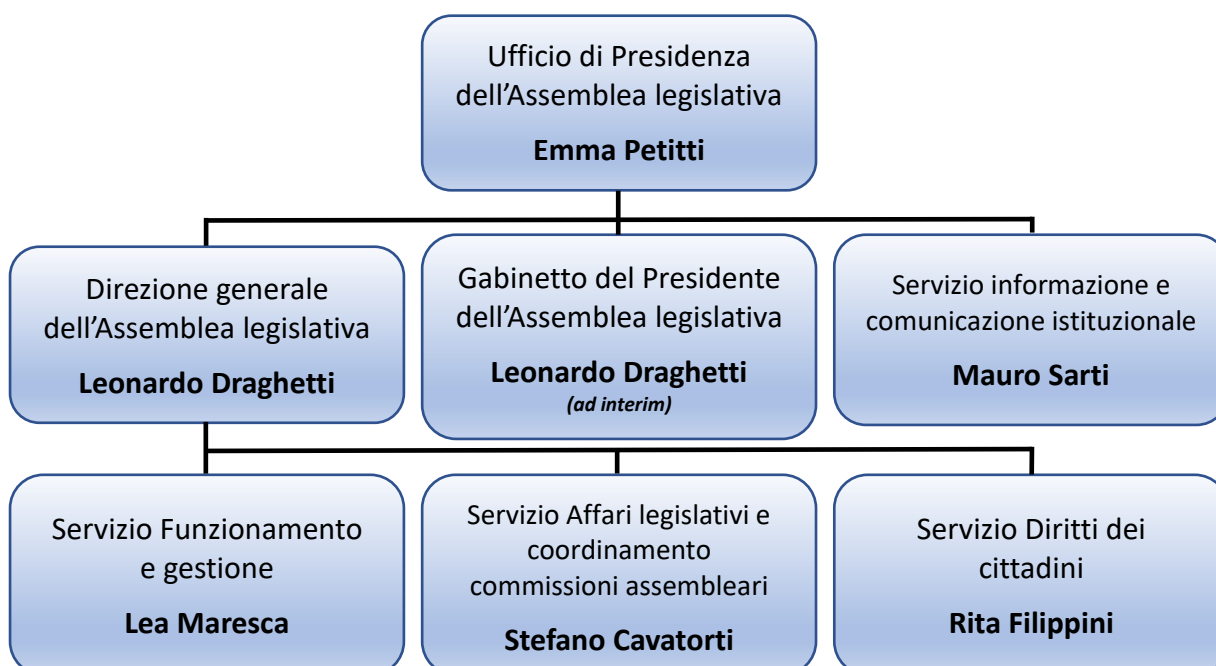 Ufficio di Presidenza
dell’Assemblea legislativa
Emma Petitti
Direzione generale
dell’Assemblea legislativa
Leonardo Draghetti
Gabinetto del Presidente
dell’Assemblea legislativa
Leonardo Draghetti
(ad interim)
Servizio informazione e
comunicazione istituzionale
Mauro Sarti
Servizio Funzionamento
e gestione
Lea Maresca
Servizio Affari legislativi e
coordinamento
commissioni assembleari
Stefano Cavatorti
Servizio Diritti dei
cittadini
Rita Filippini